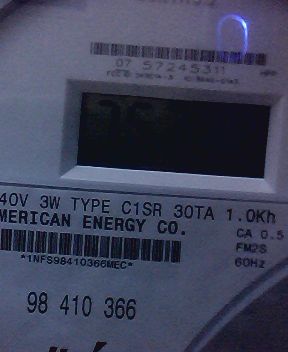 07 57245311
40V 3W TYPE C1SR 30TA 1.0Kh
MERICAN ENERGY CO.
CA 0.5
FM2S
60Hz
*1NFS98410366MEC*
98 410 366